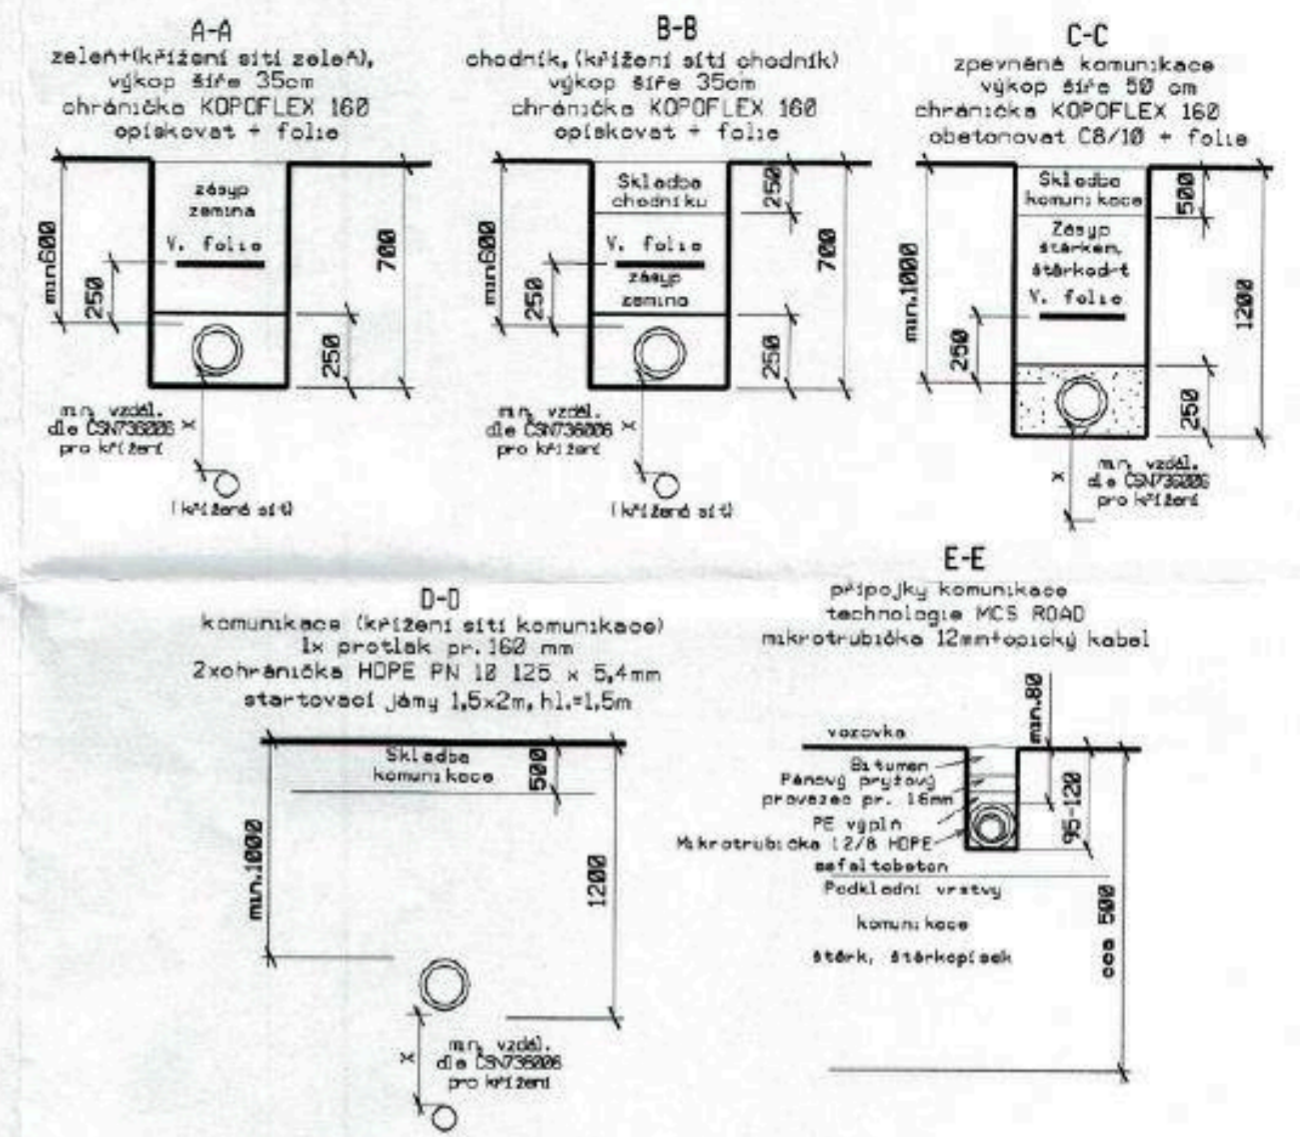 A-A
zeleň+(křížení sítí zeleň),
výkop šíře 35cm
chránička KOPOFLEX 160
opískovat + folie
zásyp
zemina
V. folie
min600
250
700
250
min. vzdál.
dle ČSN736006
pro křížení
x
(křížená síť)
B-B
chodník, (křížení sítí chodník)
výkop šíře 35cm
chránička KOPOFLEX 160
opískovat + folie
Skladba
chodníku
V. folie
zásyp
zemina
min600
250
250
700
250
min. vzdál.
dle ČSN736006
pro křížení
x
(křížená síť)
C-C
zpevněná komunikace
výkop šíře 50 cm
chránička KOPOFLEX 160
obetonovat C8/10 + folie
Skladba
komunikace
Zásyp
štěrkem,
štěrkodrt
V. folie
min.1000
250
500
1200
250
x
min. vzdál.
dle ČSN736006
pro křížení
D-D
komunikace (křížení sítí komunikace)
1x protlak pr.160 mm
2xchránička HDPE PN 10 125 x 5,4mm
startovací jámy 1,5x2m, hl.=1,5m
Skladba
komunikace
500
min.1000
1200
x
min. vzdál.
dle ČSN736006
pro křížení
E-E
přípojky komunikace
technologie MCS ROAD
mikrotrubička 12mm+opický kabel
min.80
vozovka
Bitumen
Pěnový pryžový
provazec pr. 16mm
PE výplň
Mikrotrubička 12/8 HDPE
asfaltobeton
Podkladní vrstvy
komunikace
štěrk, štěrkopísek
95-120
cca 500